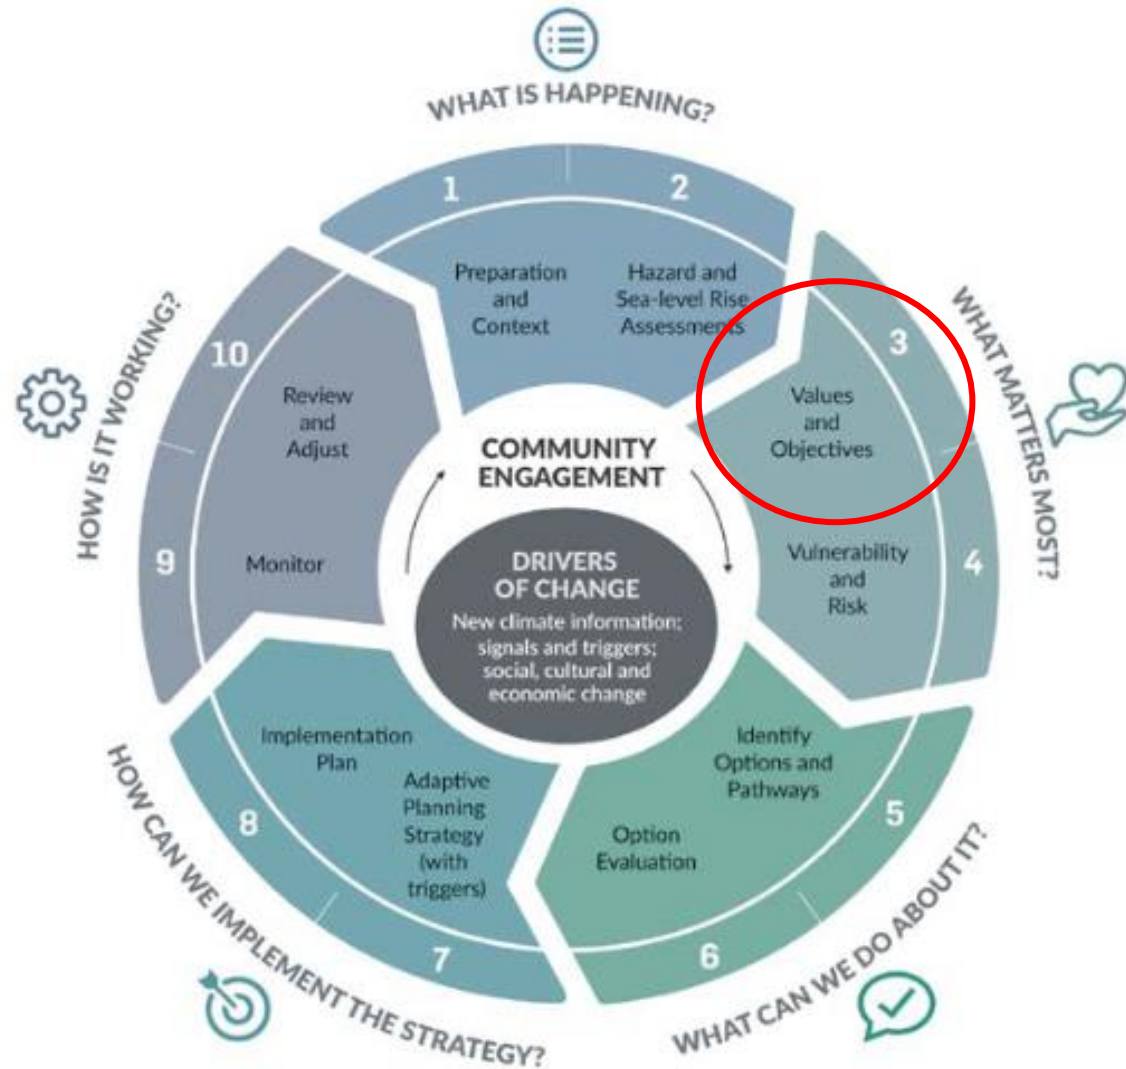 WHAT IS HAPPENING?
1
2
Preparation
and
Context
Hazard and
Sea-level Rise
Assessments
WHAT MATTERS MOST?
3
Values
and
Objectives
4
Vulnerability
and
Risk
WHAT CAN WE DO ABOUT IT?
5
Identify
Options and
Pathways
6
Option
Evaluation
HOW CAN WE IMPLEMENT THE STRATEGY?
7
Adaptive
Planning
Strategy
(with
triggers)
8
Implementation
Plan
HOW IS IT WORKING?
9
Monitor
10
Review
and
Adjust
COMMUNITY
ENGAGEMENT
DRIVERS
OF CHANGE
New climate information;
signals and triggers;
social, cultural and
economic change